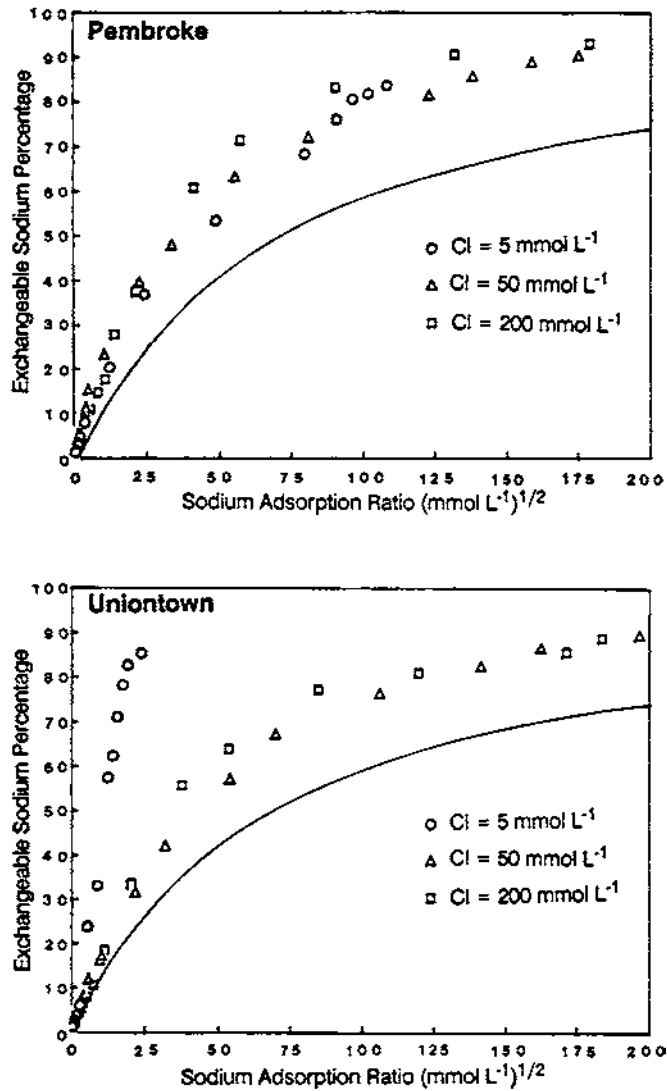 Pembroke
100
90
80
70
60
50
40
30
20
10
0
Exchangeable Sodium Percentage
○ Cl = 5 mmol L-1
△ Cl = 50 mmol L-1
□ Cl = 200 mmol L-1
0 25 50 75 100 125 150 175 200
Sodium Adsorption Ratio (mmol L-1)1/2
Uniontown
100
90
80
70
60
50
40
30
20
10
0
Exchangeable Sodium Percentage
○ Cl = 5 mmol L-1
△ Cl = 50 mmol L-1
□ Cl = 200 mmol L-1
0 25 50 75 100 125 150 175 200
Sodium Adsorption Ratio (mmol L-1)1/2